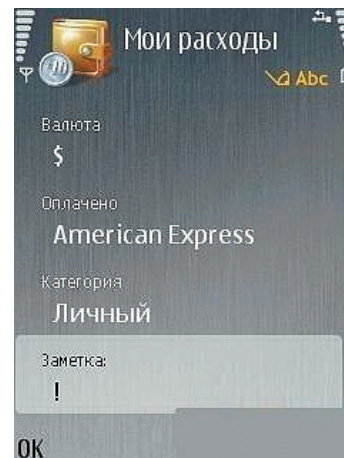 Мои расходы
Abc
Валюта
$
Оплачено
American Express
Категория
Личный
Заметка:
!
OK